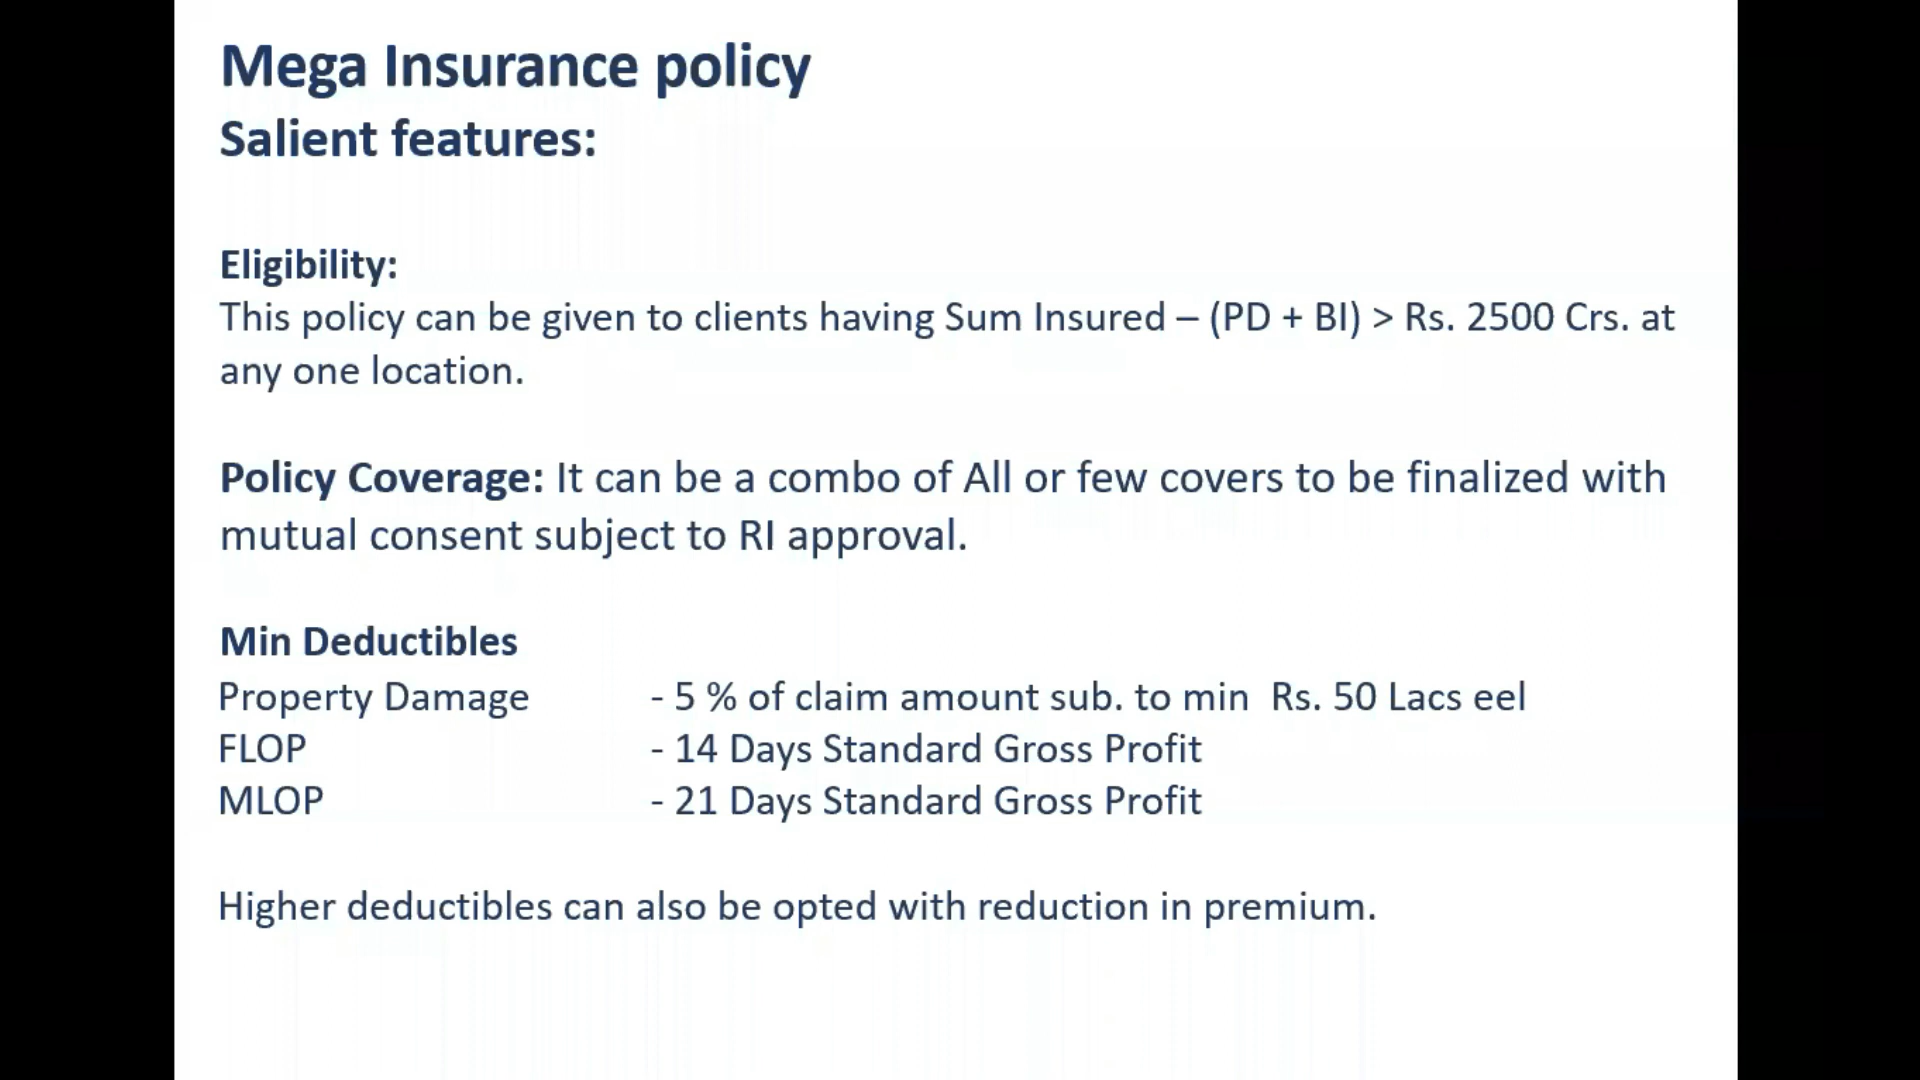 Mega Insurance policy
Salient features:
Eligibility:
This policy can be given to clients having Sum Insured – (PD + BI) > Rs. 2500 Crs. at
any one location.
Policy Coverage: It can be a combo of All or few covers to be finalized with
mutual consent subject to RI approval.
Min Deductibles
Property Damage - 5 % of claim amount sub. to min Rs. 50 Lacs eel
FLOP - 14 Days Standard Gross Profit
MLOP - 21 Days Standard Gross Profit
Higher deductibles can also be opted with reduction in premium.